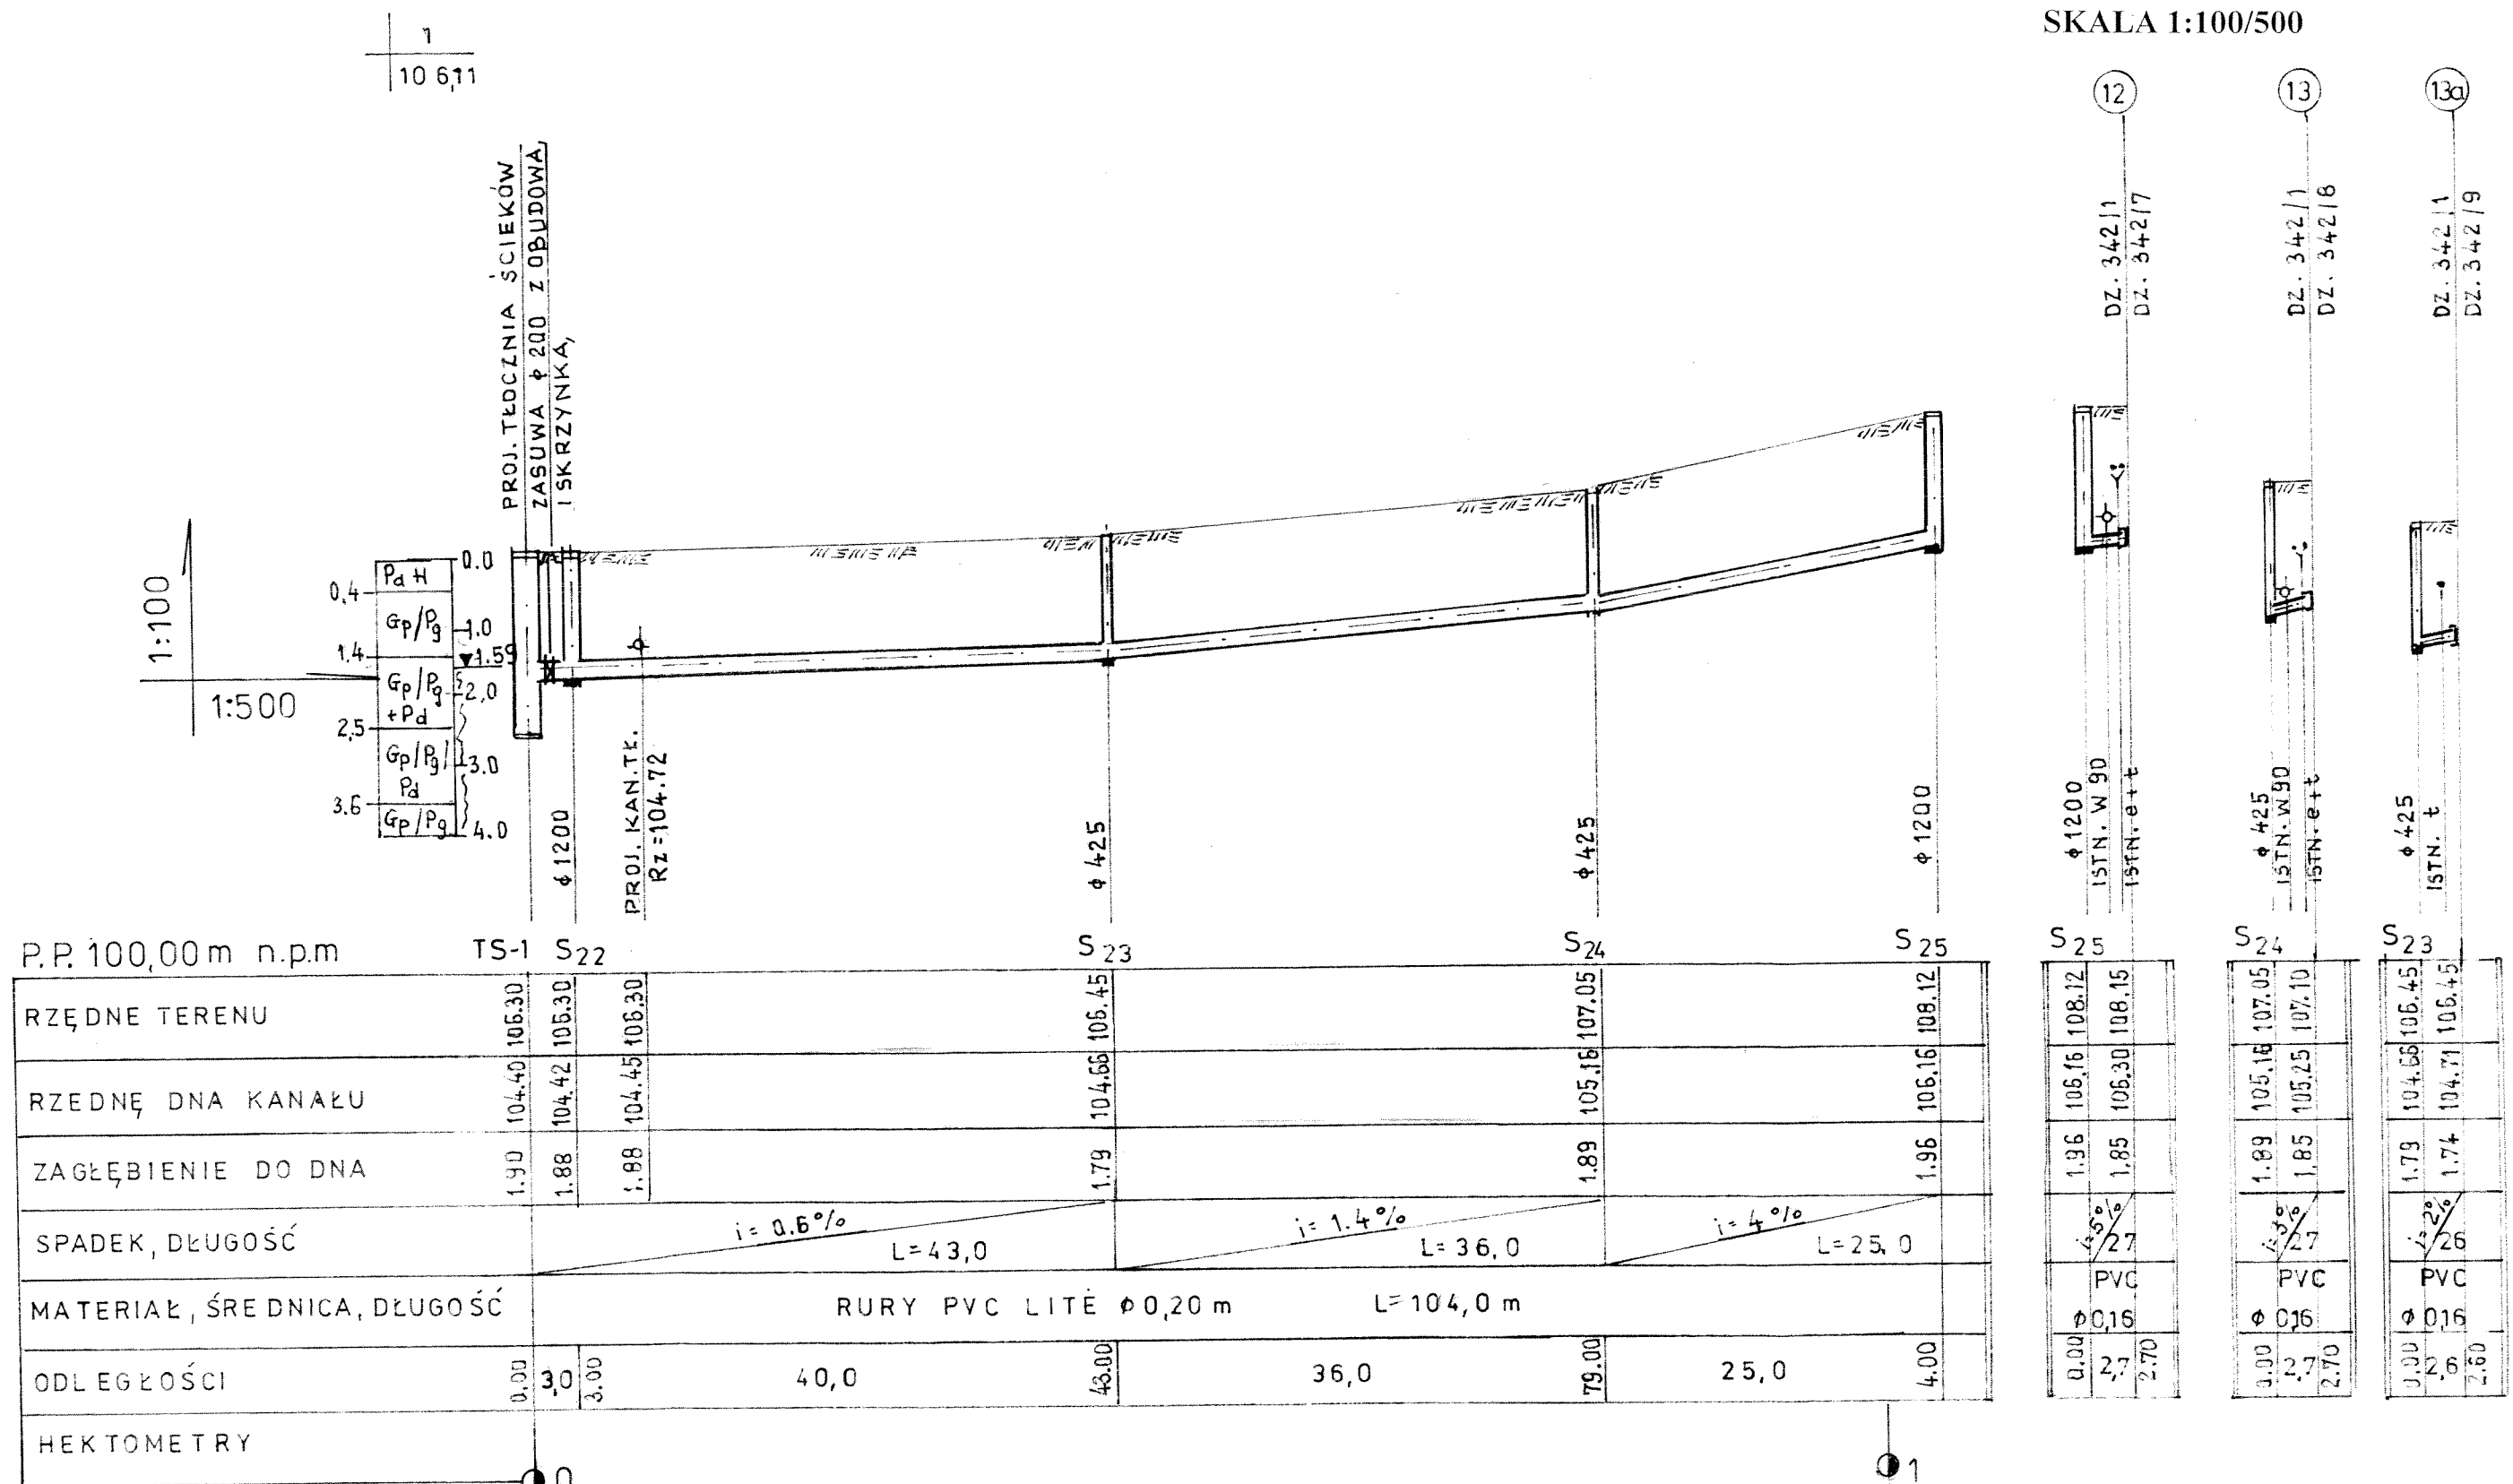 SKALA 1:100/500
1
106,11
12
13
13a
PROJ. TŁOCZNIA ŚCIEKÓW
ZASUWA ϕ 200 Z OBUDOWĄ,
I SKRZYNKĄ,
DZ. 342/1
DZ. 342/7
DZ. 342/1
DZ. 342/8
DZ. 342/1
DZ. 342/9
1:100
1:500
0.0
Pd H
0,4
Gp/Pg
1.0
1.4
1.59
Gp/Pg
+Pd
2,0
2,5
Gp/Pg/
Pd
3.0
3.6
Gp/Pg
4.0
ϕ 1200
PROJ. KAN.TŁ.
RZ=104.72
ϕ 425
ϕ 425
ϕ 1200
ϕ 1200
ISTN. W 90
ISTN. e+t
ϕ 425
ISTN. W 90
ISTN. e+t
ϕ 425
ISTN. t
P.P. 100,00 m n.p.m
TS-1 S22 S23 S24 S25 S25 S24 S23
RZĘDNE TERENU
106.30 106.30 106.30 106.45 107.05 108.12 108.12 108.15 107.05 107.10 106.45 106.45
RZEDNĘ DNA KANAŁU
104.40 104.42 104.45 104.66 105.16 106.16 106.16 106.30 105.16 105.25 104.66 104.71
ZAGŁĘBIENIE DO DNA
1.90 1.88 1.88 1.79 1.89 1.96 1.96 1.85 1.89 1.85 1.79 1.74
SPADEK, DŁUGOŚĆ
i= 0.6% L=43,0 i= 1.4% L=36,0 i= 4% L=25,0 i=5% 27 i=3% 27 i=2% 26
MATERIAŁ, ŚREDNICA, DŁUGOŚĆ
RURY PVC LITE ϕ 0,20 m L=104,0 m
PVC ϕ 0,16 PVC ϕ 0,16 PVC ϕ 0,16
ODLEGŁOŚCI
0.00 3,0 3.00 40,0 43.00 36,0 79.00 25,0 4.00 0.00 2,7 2.70 0.00 2,7 2.70 0.00 2,6 2.60
HEKTOMETRY
0 1